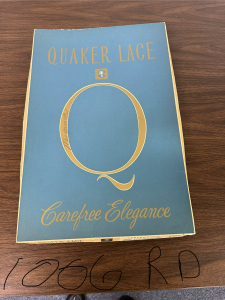 QUAKER LACE
Q
Carefree Elegance
1066 RD